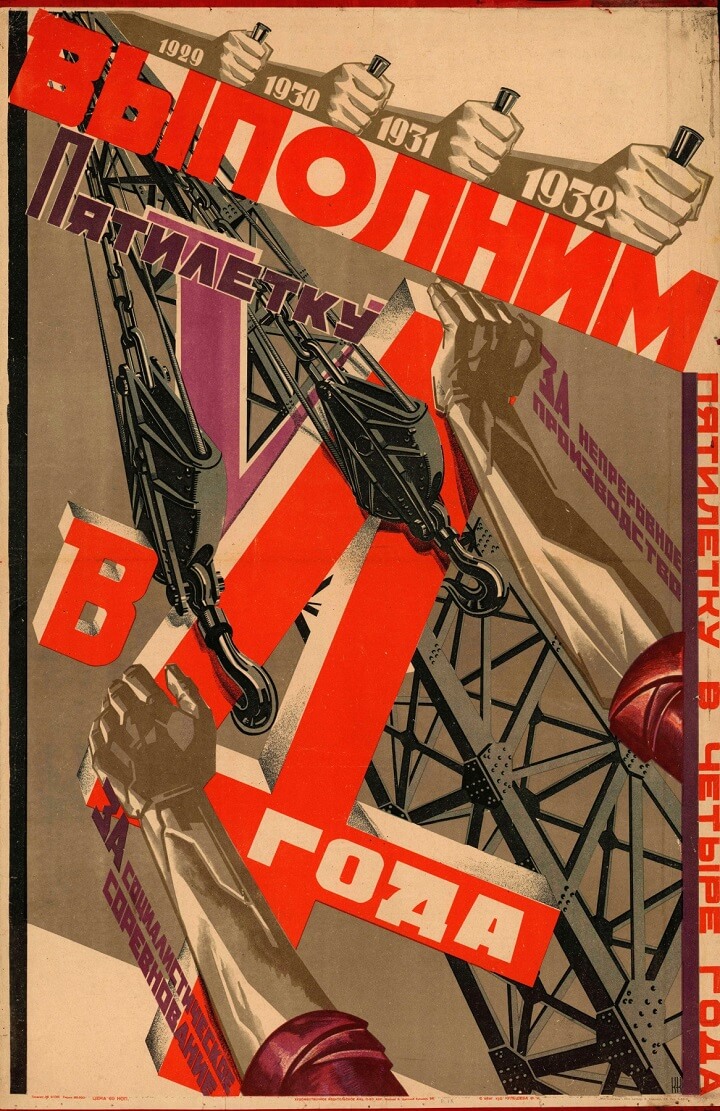 1929
1930
1931
1932
ВЫПОЛНИМ
ПЯТИЛЕТКУ
В 4 ГОДА
ЗА НЕПРЕРЫВНОЕ
ПРОИЗВОДСТВО
ЗА СОЦИАЛИСТИЧЕСКОЕ
СОРЕВНОВАНИЕ
ПЯТИЛЕТКУ В ЧЕТЫРЕ ГОДА